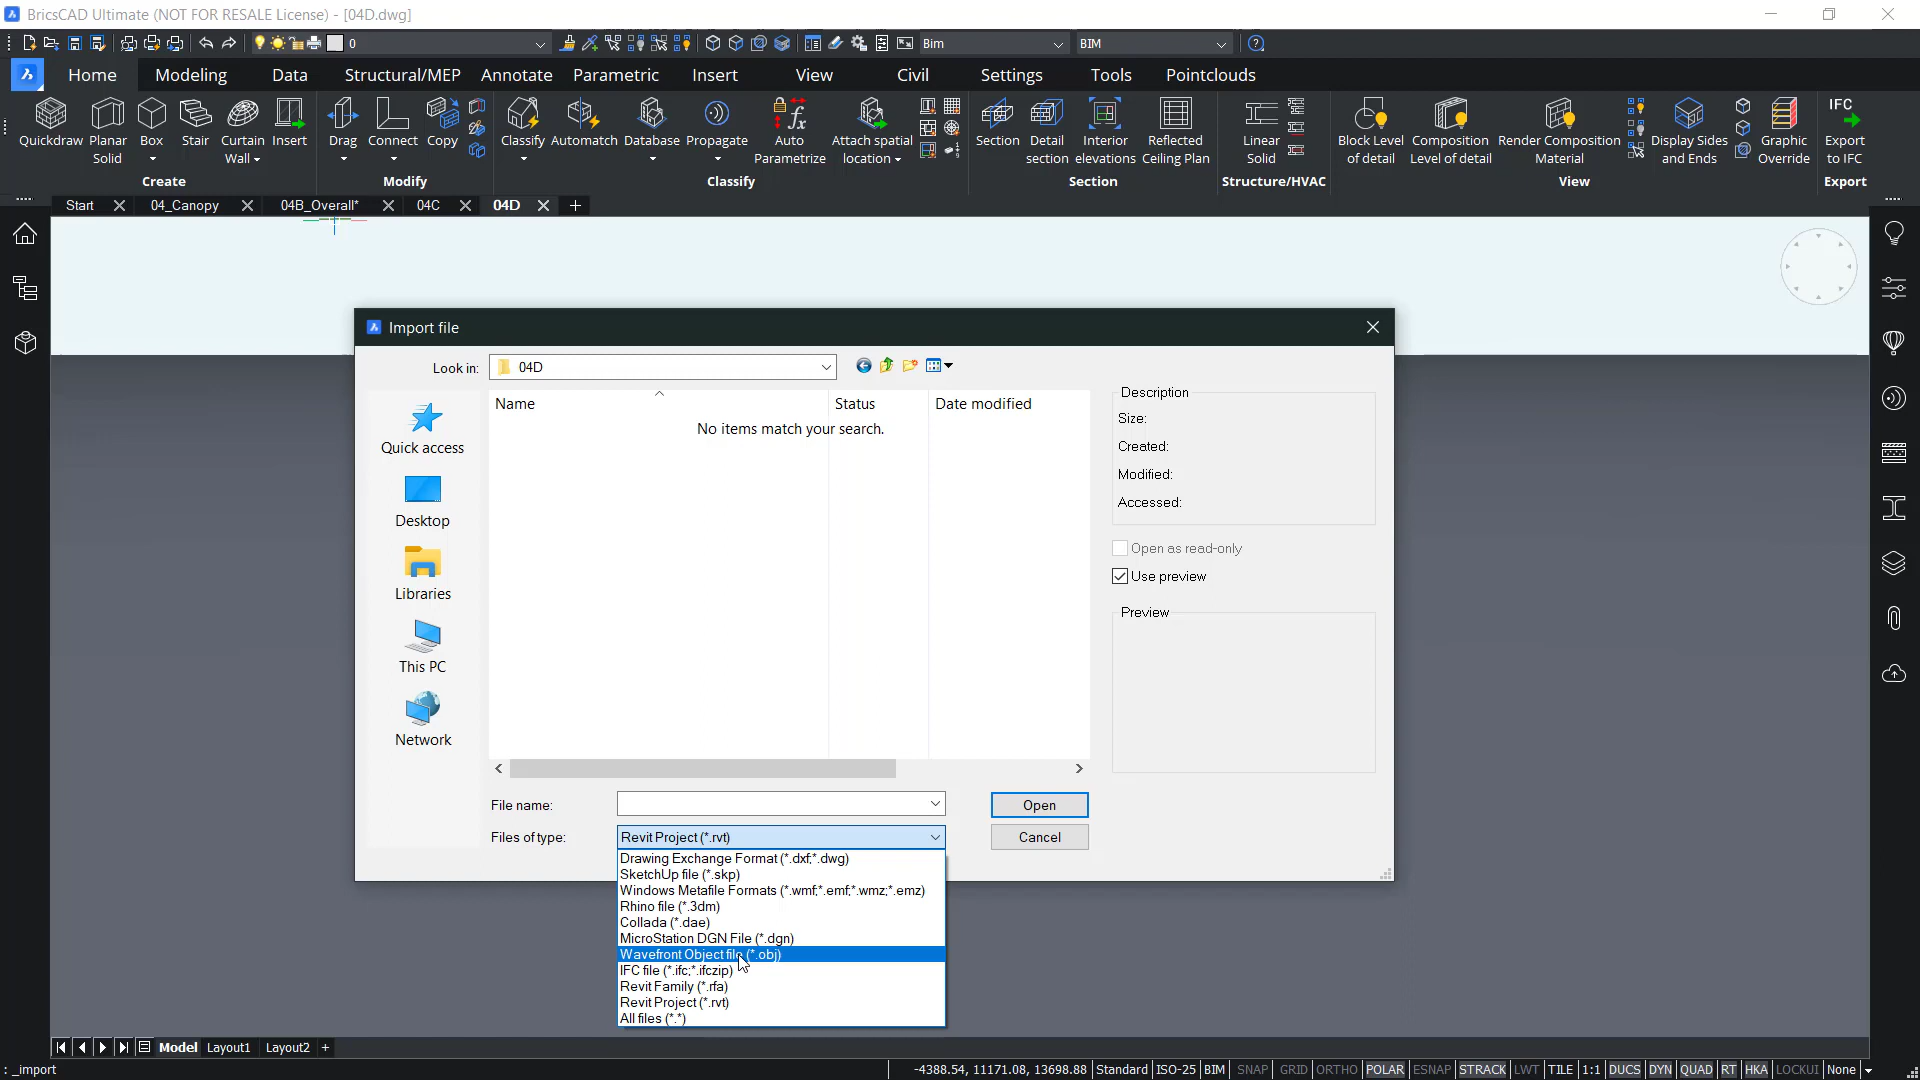 BricsCAD Ultimate (NOT FOR RESALE License) - [04D.dwg]
0
Bim
BIM
Home Modeling Data Structural/MEP Annotate Parametric Insert View Civil Settings Tools Pointclouds
Quickdraw
Planar
Solid
Box
Stair
Curtain
Wall
Insert
Create
Drag
Connect
Copy
Modify
Classify
Automatch
Database
Propagate
Auto
Parametrize
Attach spatial
location
Classify
Section
Detail
section
Interior
elevations
Reflected
Ceiling Plan
Section
Linear
Solid
Structure/HVAC
Block Level
of detail
Composition
Level of detail
Render Composition
Material
Display Sides
and Ends
Graphic
Override
View
IFC
Export
to IFC
Export
Start 04_Canopy 04B_Overall* 04C 04D
Import file
Look in: 04D
Name Status Date modified
No items match your search.
Quick access
Desktop
Libraries
This PC
Network
Description
Size:
Created:
Modified:
Accessed:
Open as read-only
Use preview
Preview
File name:
Open
Files of type: Revit Project (*.rvt)
Cancel
Drawing Exchange Format (*.dxf;*.dwg)
SketchUp file (*.skp)
Windows Metafile Formats (*.wmf;*.emf;*.wmz;*.emz)
Rhino file (*.3dm)
Collada (*.dae)
MicroStation DGN File (*.dgn)
Wavefront Object file (*.obj)
IFC file (*.ifc;*.ifczip)
Revit Family (*.rfa)
Revit Project (*.rvt)
All files (*.*)
Model Layout1 Layout2 +
: _import
-4388.54, 11171.08, 13698.88 Standard ISO-25 BIM SNAP GRID ORTHO POLAR ESNAP STRACK LWT TILE 1:1 DUCS DYN QUAD RT HKA LOCKUI None